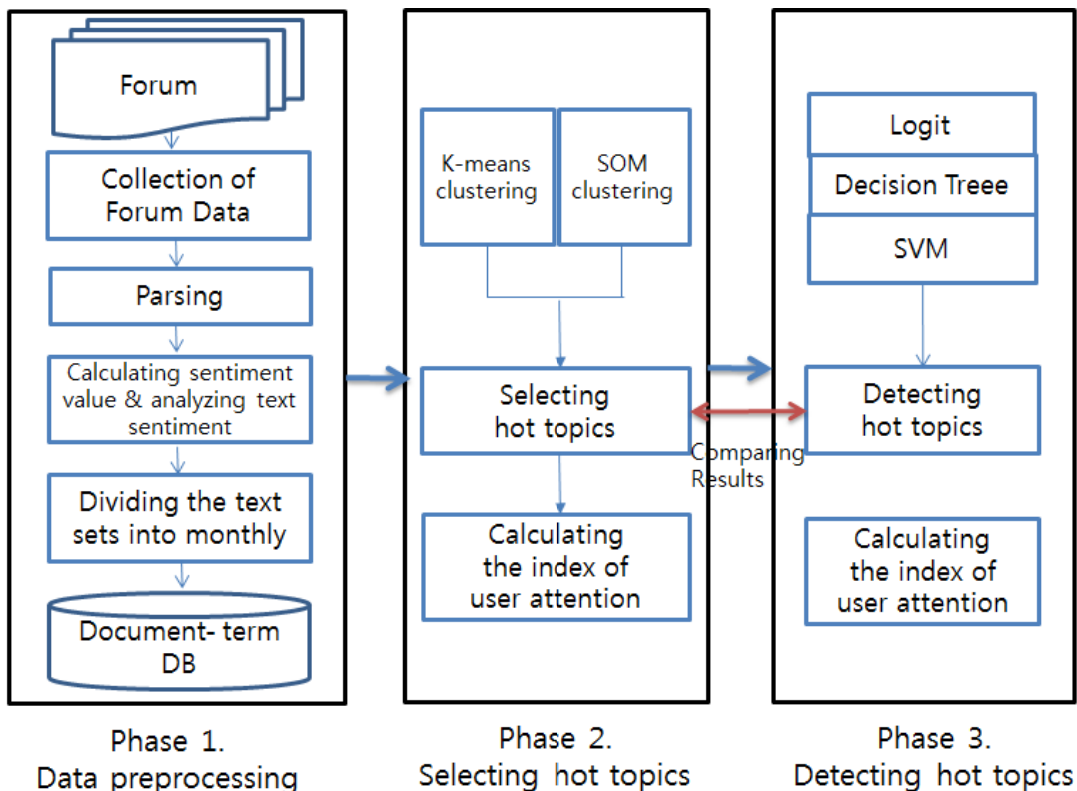 Forum
Collection of
Forum Data
Parsing
Calculating sentiment
value & analyzing text
sentiment
Dividing the text
sets into monthly
Document- term
DB
Phase 1.
Data preprocessing
K-means
clustering
SOM
clustering
Selecting
hot topics
Calculating
the index of
user attention
Phase 2.
Selecting hot topics
Comparing
Results
Logit
Decision Treee
SVM
Detecting
hot topics
Calculating
the index of
user attention
Phase 3.
Detecting hot topics